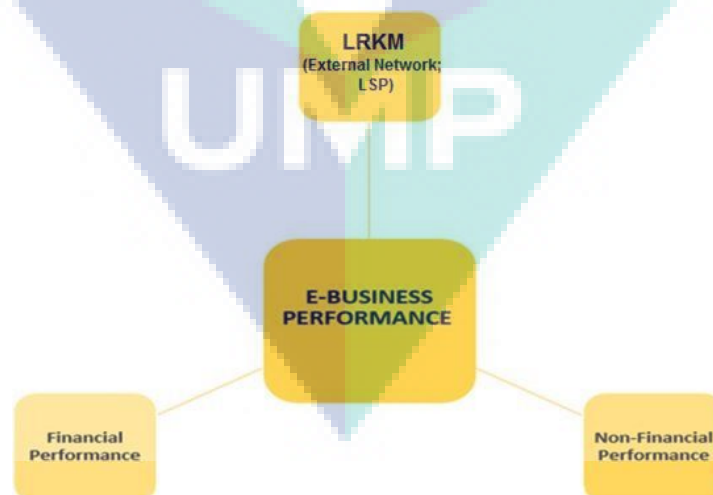 LRKM
(External Network;
LSP)
UMP
E-BUSINESS
PERFORMANCE
Financial
Performance
Non-Financial
Performance